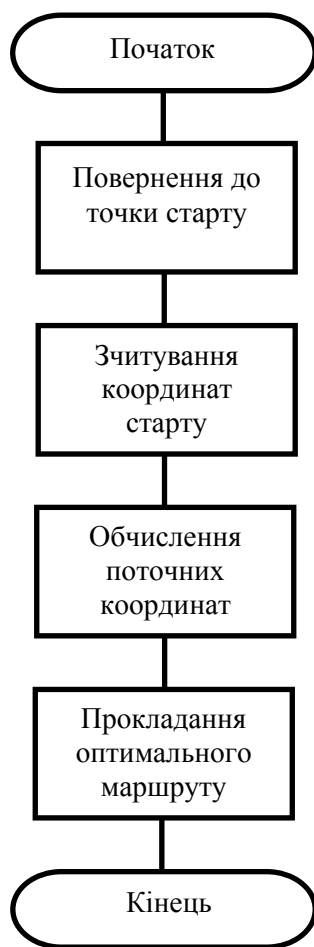 Початок
Повернення до
точки старту
Зчитування
координат
старту
Обчислення
поточних
координат
Прокладання
оптимального
маршруту
Кінець